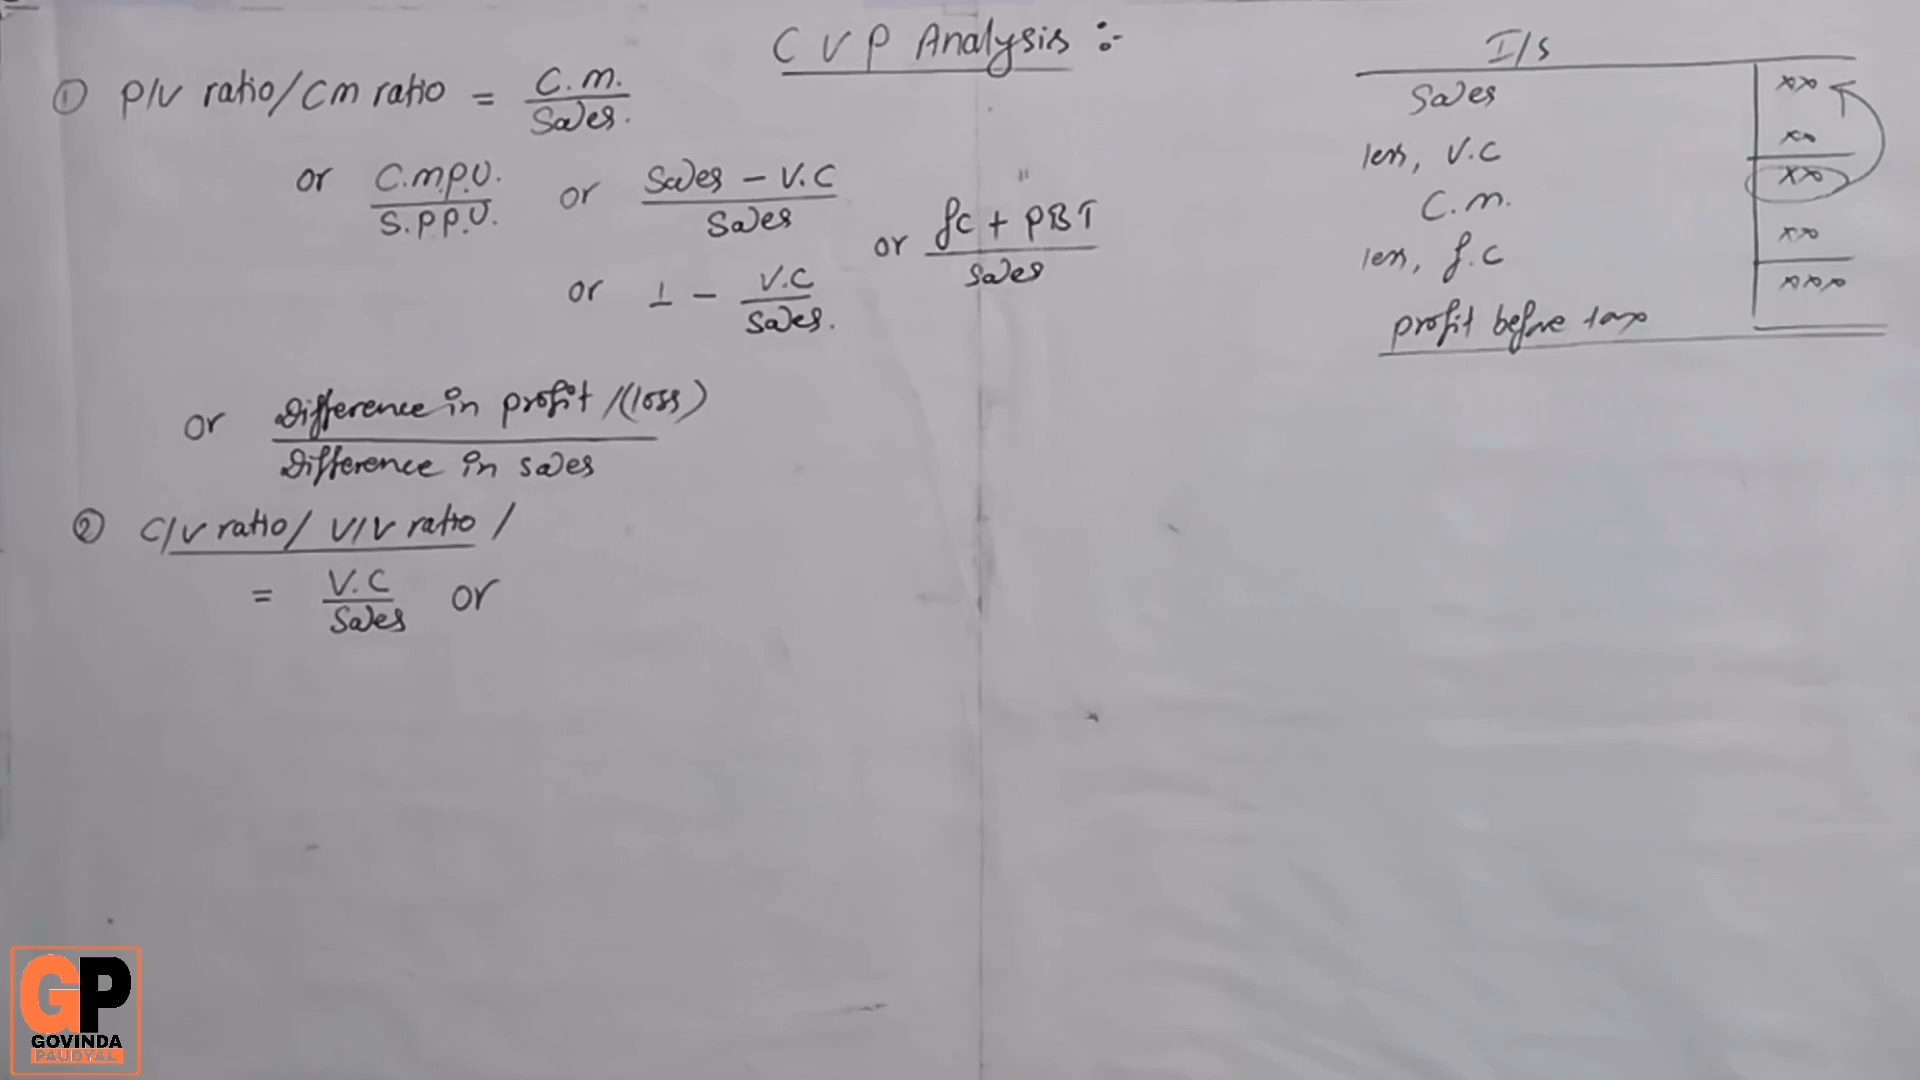 C V P Analysis :-
① P/V ratio/CM ratio = C.M. / Sales.
or C.M.P.U. / S.P.P.U. or Sales - V.C / Sales or FC + PBT / Sales
or 1 - V.C / Sales.
or Difference in profit /(loss) / Difference in sales
② C/V ratio/ V/V ratio /
= V.C / Sales or
I/S
Sales xx
less, V.C xx
C.M. xx
less, F.C xx
profit before tax xxx
GP
GOVINDA
PAUDYAL